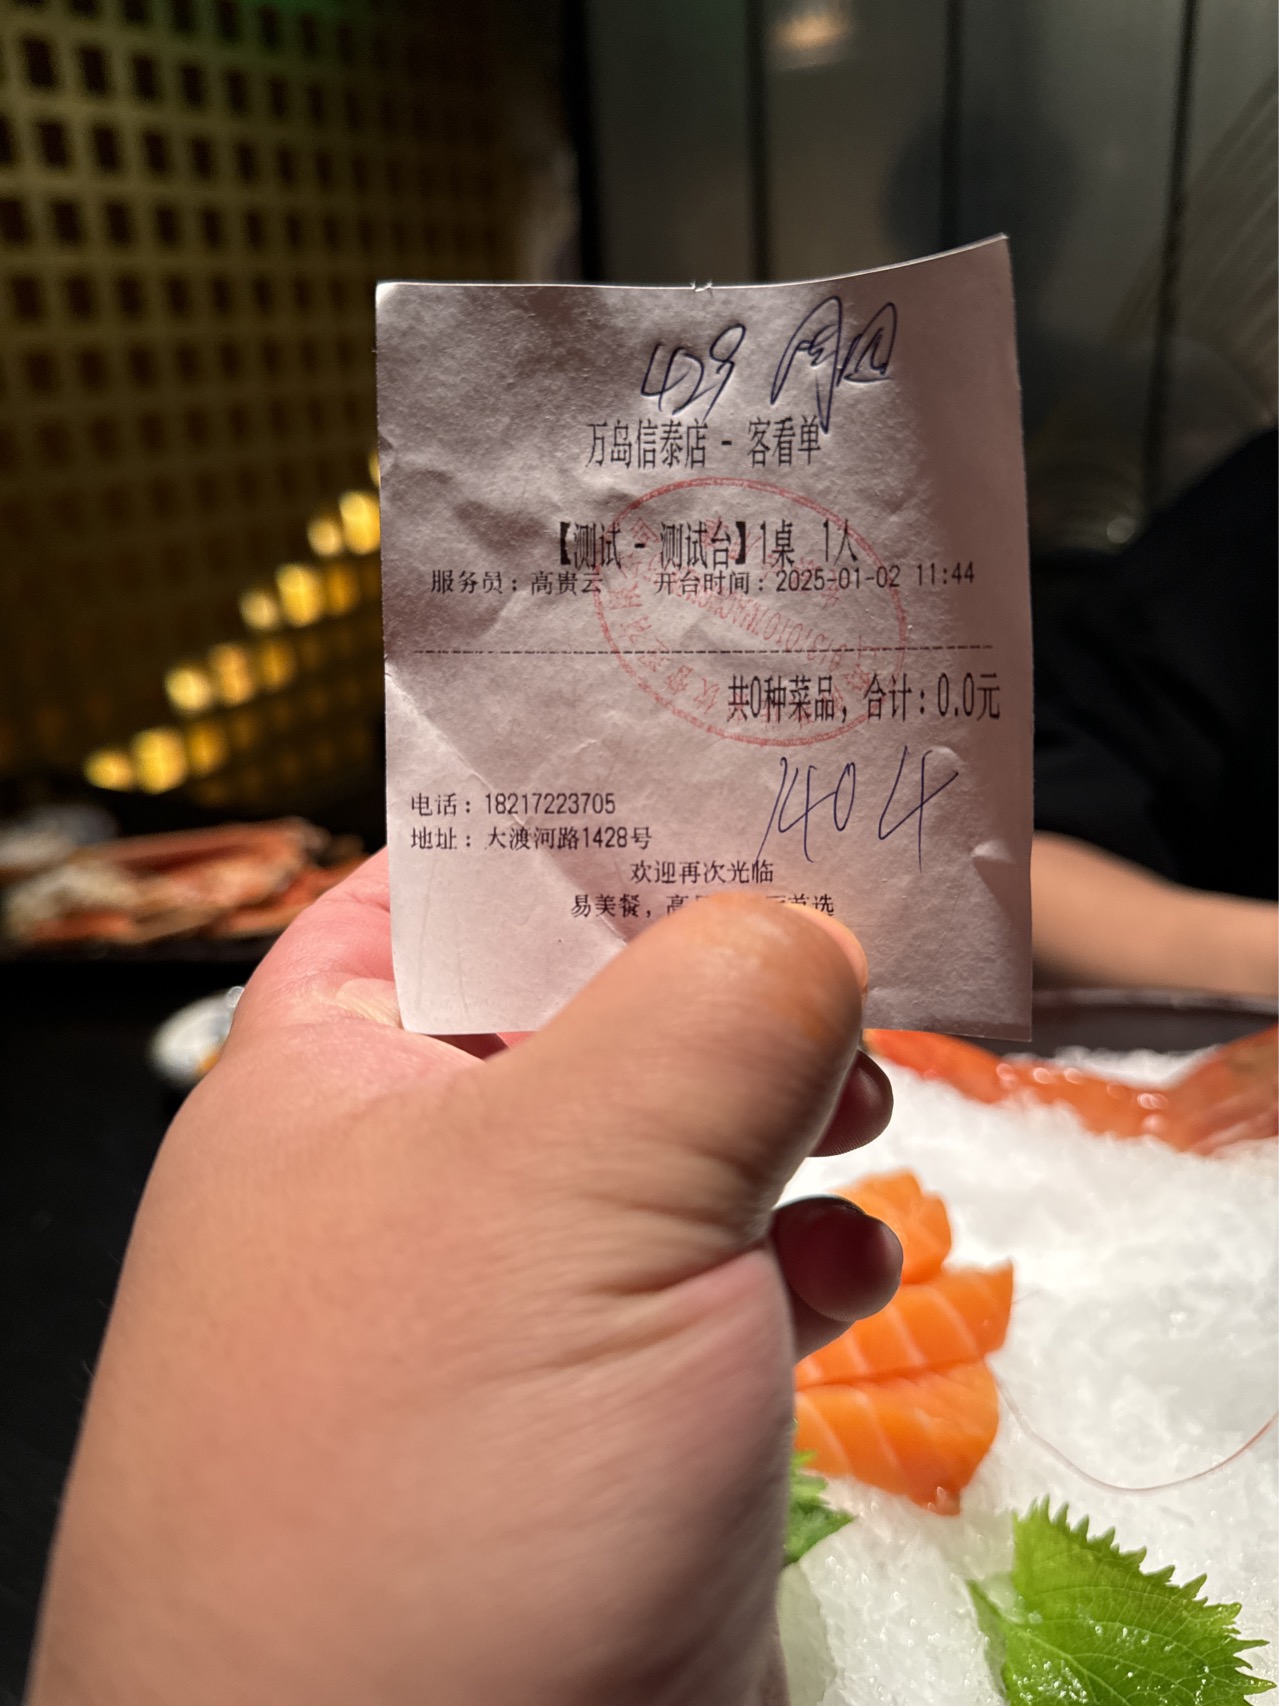 429
万岛信泰店 - 客看单
【测试 - 测试台】1桌 1人
服务员：高贵云 开台时间：2025-01-02 11:44
共0种菜品，合计：0.0元
1404
电话：18217223705
地址：大渡河路1428号
欢迎再次光临
易美餐，高 首选